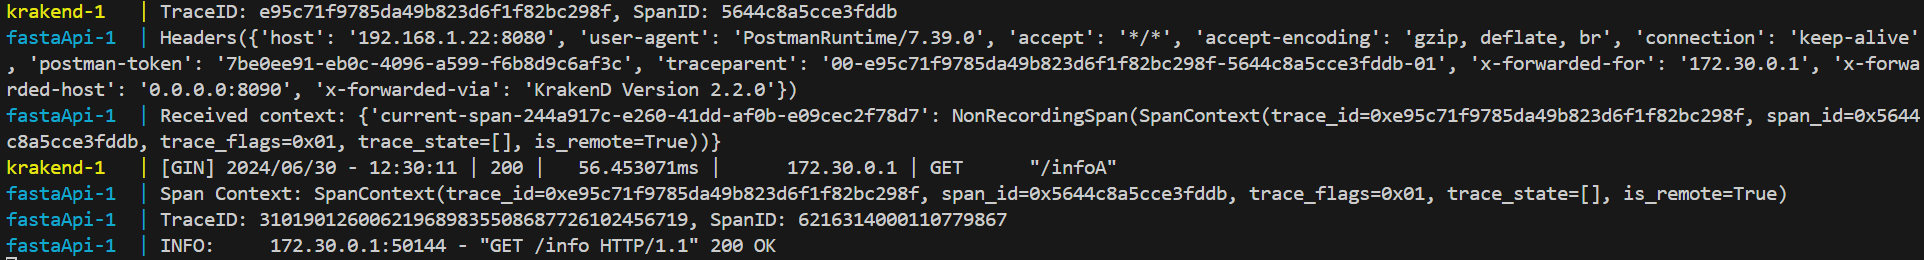 krakend-1   | TraceID: e95c71f9785da49b823d6f1f82bc298f, SpanID: 5644c8a5cce3fddb
fastaApi-1  | Headers({'host': '192.168.1.22:8080', 'user-agent': 'PostmanRuntime/7.39.0', 'accept': '*/*', 'accept-encoding': 'gzip, deflate, br', 'connection': 'keep-alive'
, 'postman-token': '7be0ee91-eb0c-4096-a599-f6b8d9c6af3c', 'traceparent': '00-e95c71f9785da49b823d6f1f82bc298f-5644c8a5cce3fddb-01', 'x-forwarded-for': '172.30.0.1', 'x-forwa
rded-host': '0.0.0.0:8090', 'x-forwarded-via': 'KrakenD Version 2.2.0'})
fastaApi-1  | Received context: {'current-span-244a917c-e260-41dd-af0b-e09cec2f78d7': NonRecordingSpan(SpanContext(trace_id=0xe95c71f9785da49b823d6f1f82bc298f, span_id=0x5644
c8a5cce3fddb, trace_flags=0x01, trace_state=[], is_remote=True))}
krakend-1   | [GIN] 2024/06/30 - 12:30:11 | 200 |   56.453071ms |      172.30.0.1 | GET      "/infoA"
fastaApi-1  | Span Context: SpanContext(trace_id=0xe95c71f9785da49b823d6f1f82bc298f, span_id=0x5644c8a5cce3fddb, trace_flags=0x01, trace_state=[], is_remote=True)
fastaApi-1  | TraceID: 310190126006219689835508687726102456719, SpanID: 6216314000110779867
fastaApi-1  | INFO:     172.30.0.1:50144 - "GET /info HTTP/1.1" 200 OK